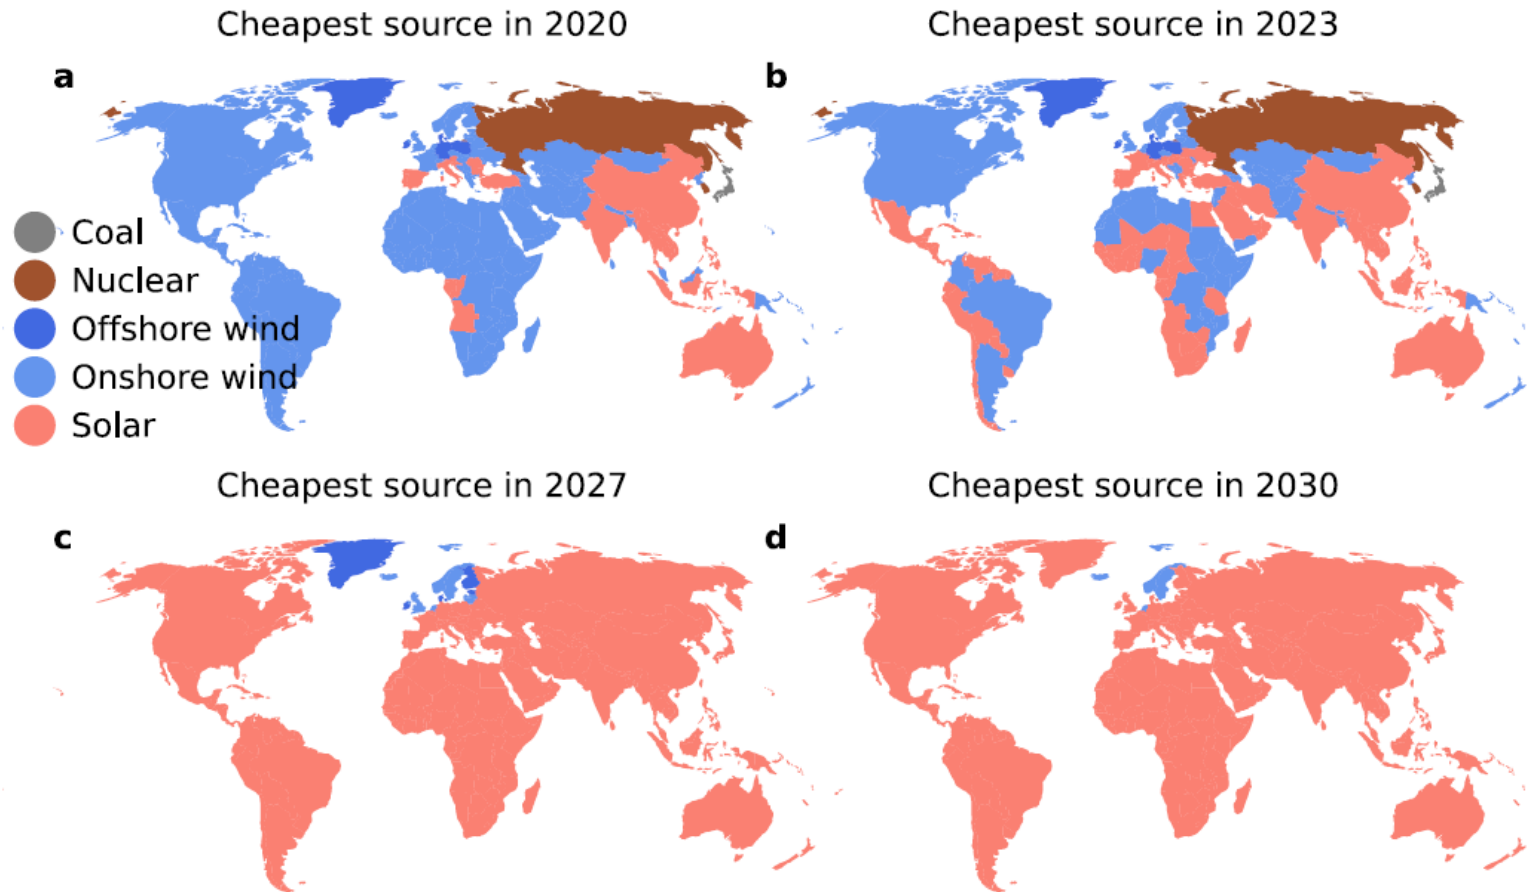 Cheapest source in 2020
Cheapest source in 2023
a
b
Coal
Nuclear
Offshore wind
Onshore wind
Solar
Cheapest source in 2027
Cheapest source in 2030
c
d